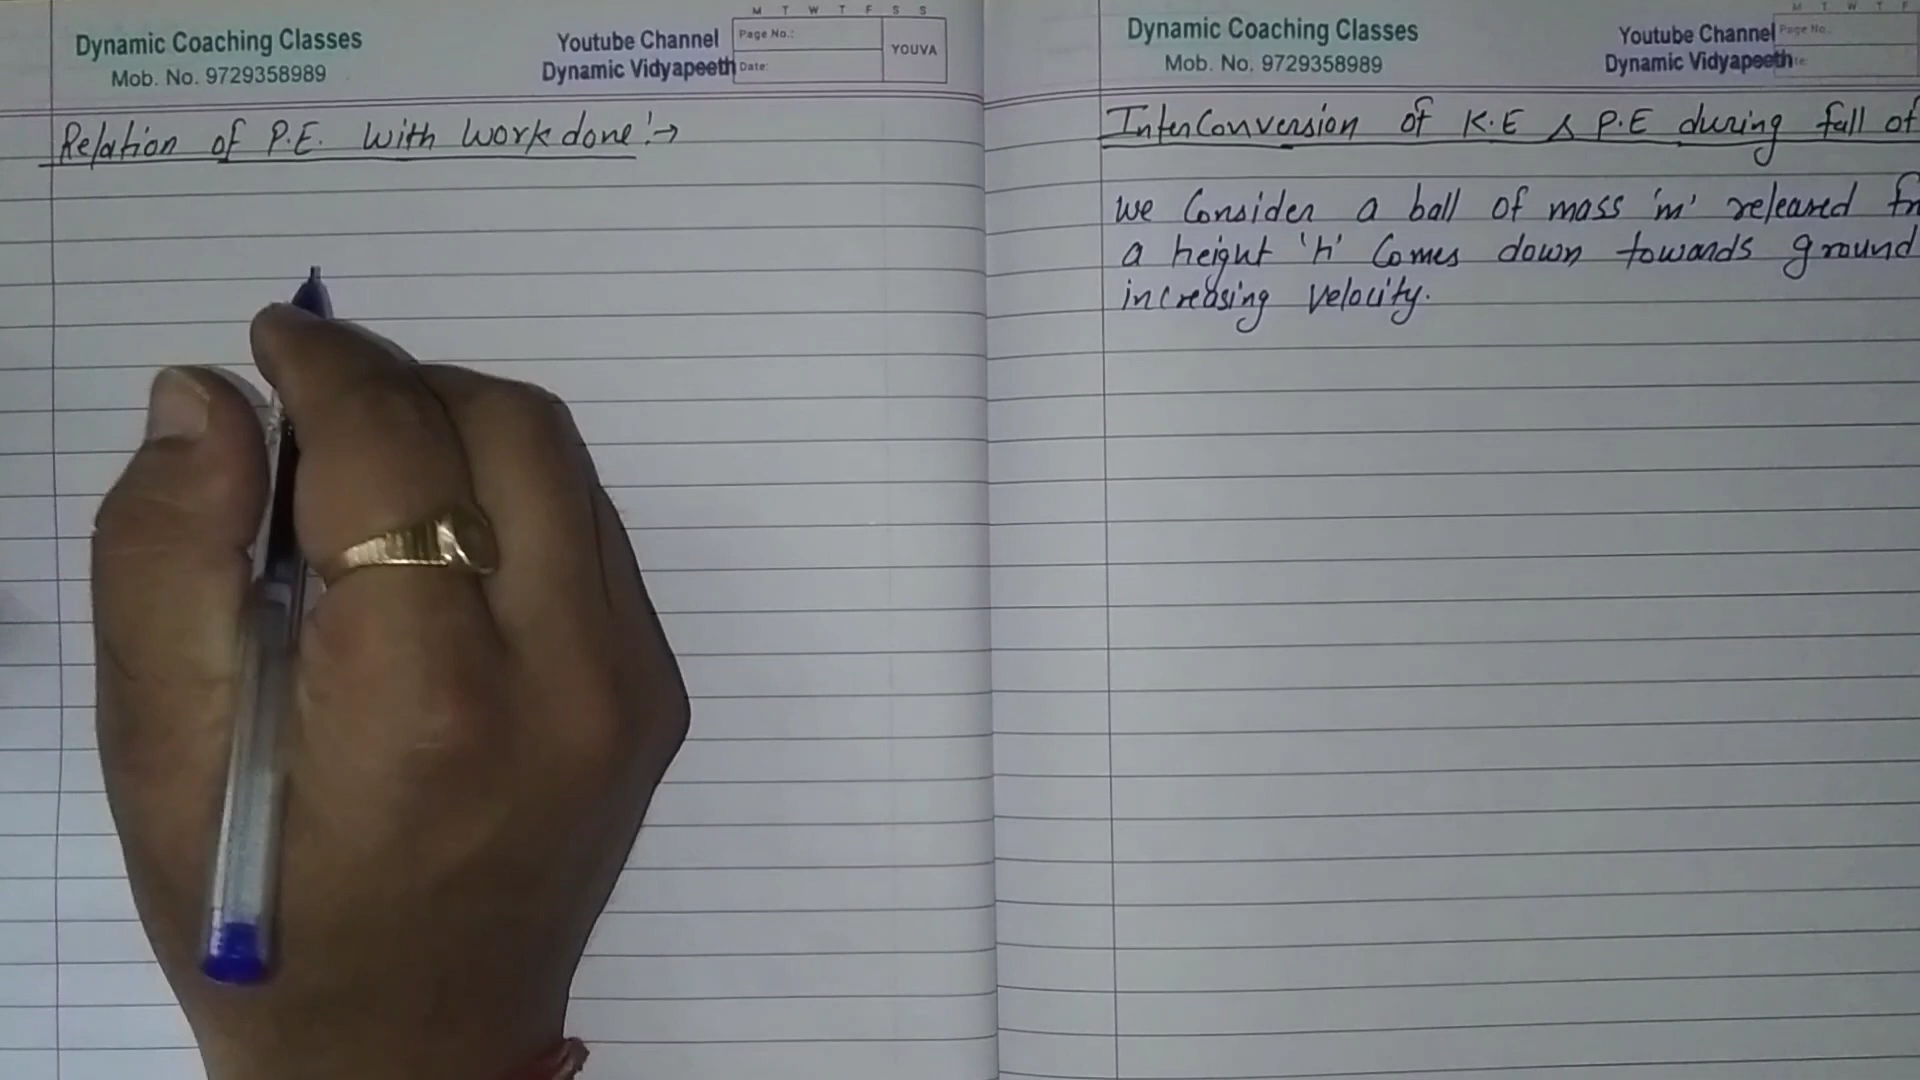 M T W T F S S
Dynamic Coaching Classes
Mob. No. 9729358989
Youtube Channel
Dynamic Vidyapeeth
Page No.:
Date:
YOUVA
Relation of P.E. With Work done:→
M T W T F
Dynamic Coaching Classes
Mob. No. 9729358989
Youtube Channel
Dynamic Vidyapeeth
Page No.
InterConversion of K.E & P.E during fall of
We Consider a ball of mass 'm' released
a height 'h' Comes down towards ground
increasing Velocity.